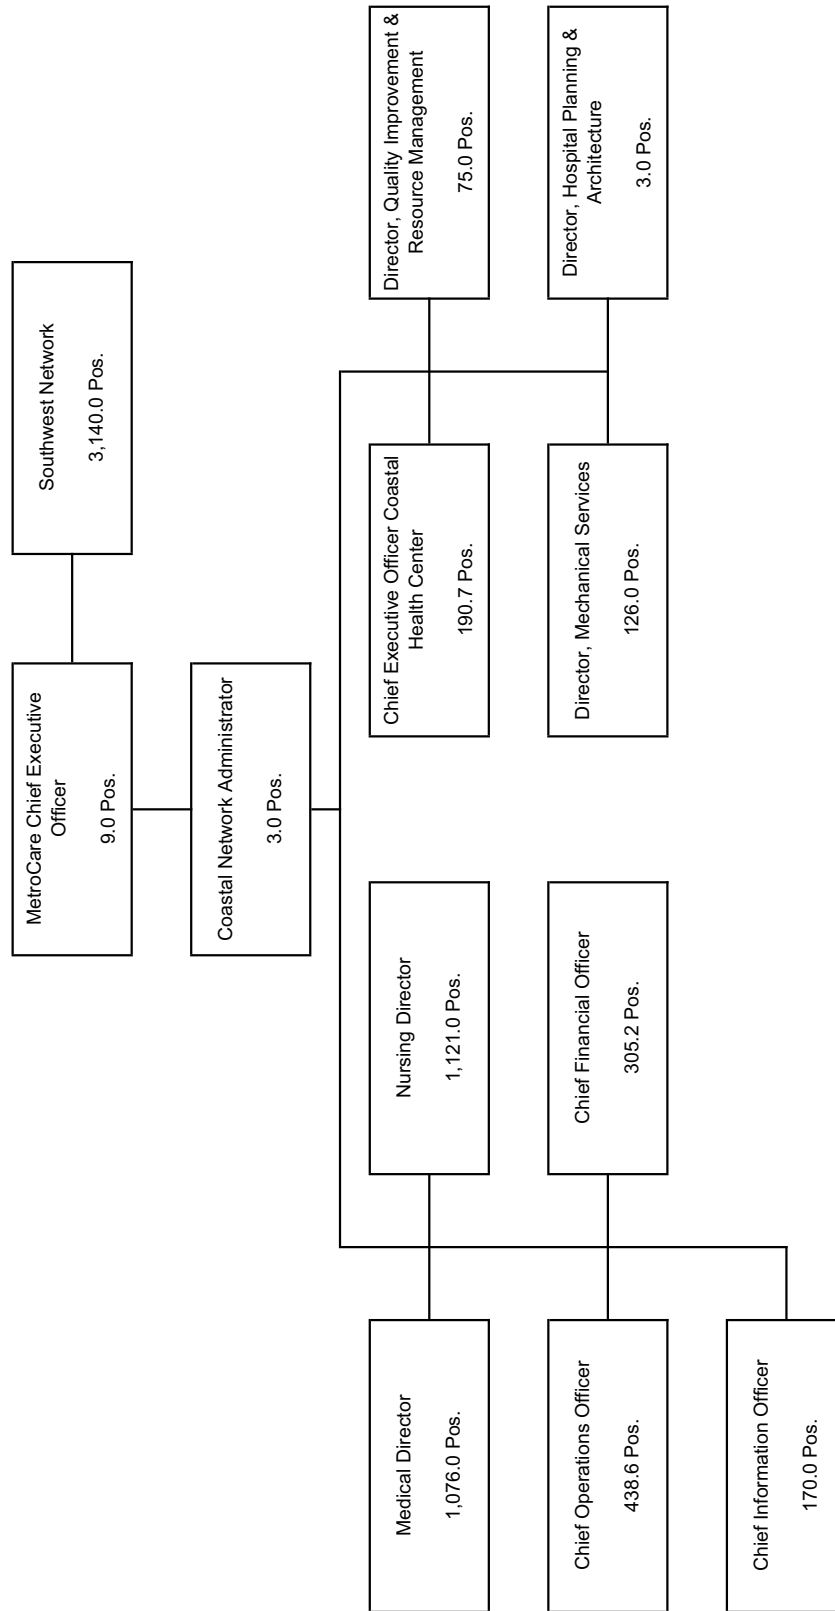 MetroCare Chief Executive
Officer
9.0 Pos.
Southwest Network
3,140.0 Pos.
Coastal Network Administrator
3.0 Pos.
Medical Director
1,076.0 Pos.
Nursing Director
1,121.0 Pos.
Chief Executive Officer Coastal
Health Center
190.7 Pos.
Director, Quality Improvement &
Resource Management
75.0 Pos.
Chief Operations Officer
438.6 Pos.
Chief Financial Officer
305.2 Pos.
Director, Mechanical Services
126.0 Pos.
Director, Hospital Planning &
Architecture
3.0 Pos.
Chief Information Officer
170.0 Pos.